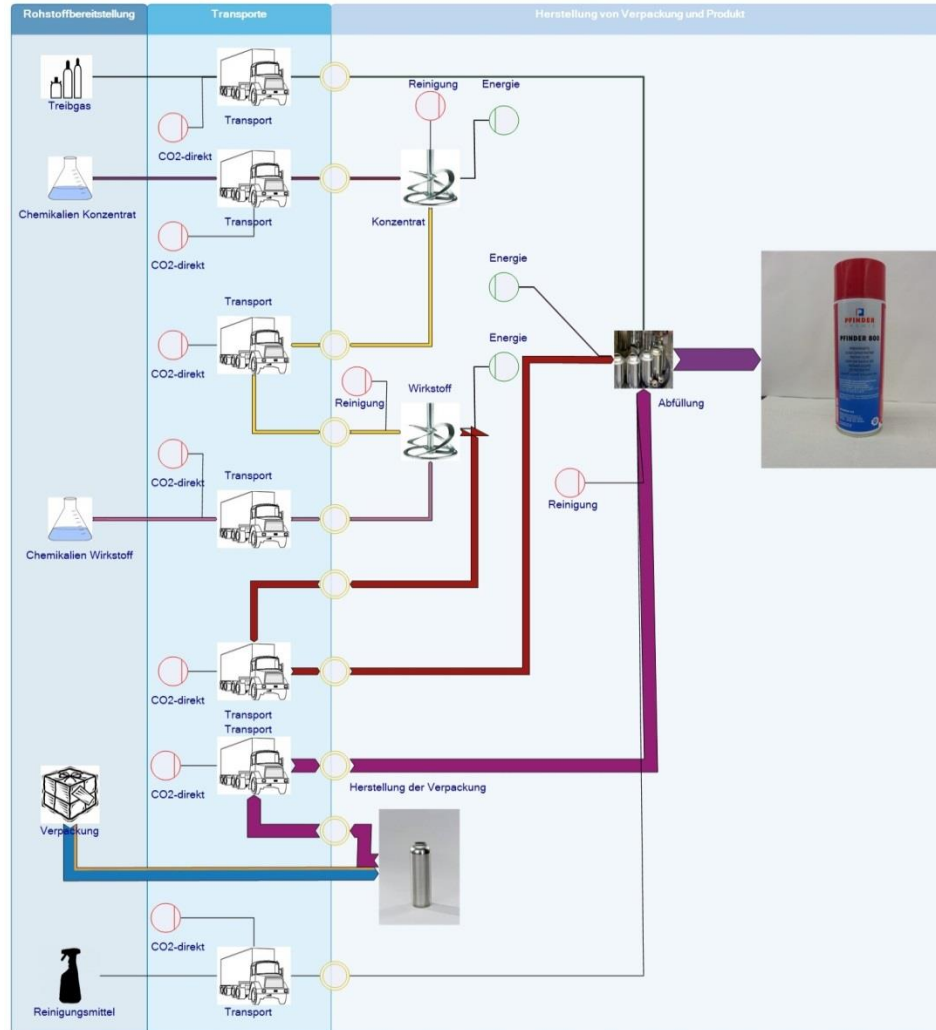 Rohstoffbereitstellung
Transporte
Herstellung von Verpackung und Produkt
Treibgas
Transport
CO2-direkt
Reinigung
Energie
Chemikalien Konzentrat
Transport
CO2-direkt
Konzentrat
Transport
CO2-direkt
Energie
Energie
Reinigung
Wirkstoff
Abfüllung
PFINDER
PFINDER 80S
CO2-direkt
Transport
Reinigung
Chemikalien Wirkstoff
CO2-direkt
Transport
Transport
CO2-direkt
Herstellung der Verpackung
Verpackung
CO2-direkt
Reinigungsmittel
Transport